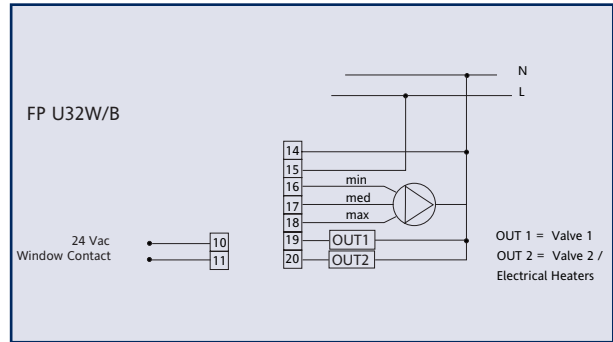 N
L
FP U32W/B
14
15
16 min
17 med
18 max
19 OUT1
20 OUT2
24 Vac
Window Contact
10
11
OUT 1 = Valve 1
OUT 2 = Valve 2 /
Electrical Heaters